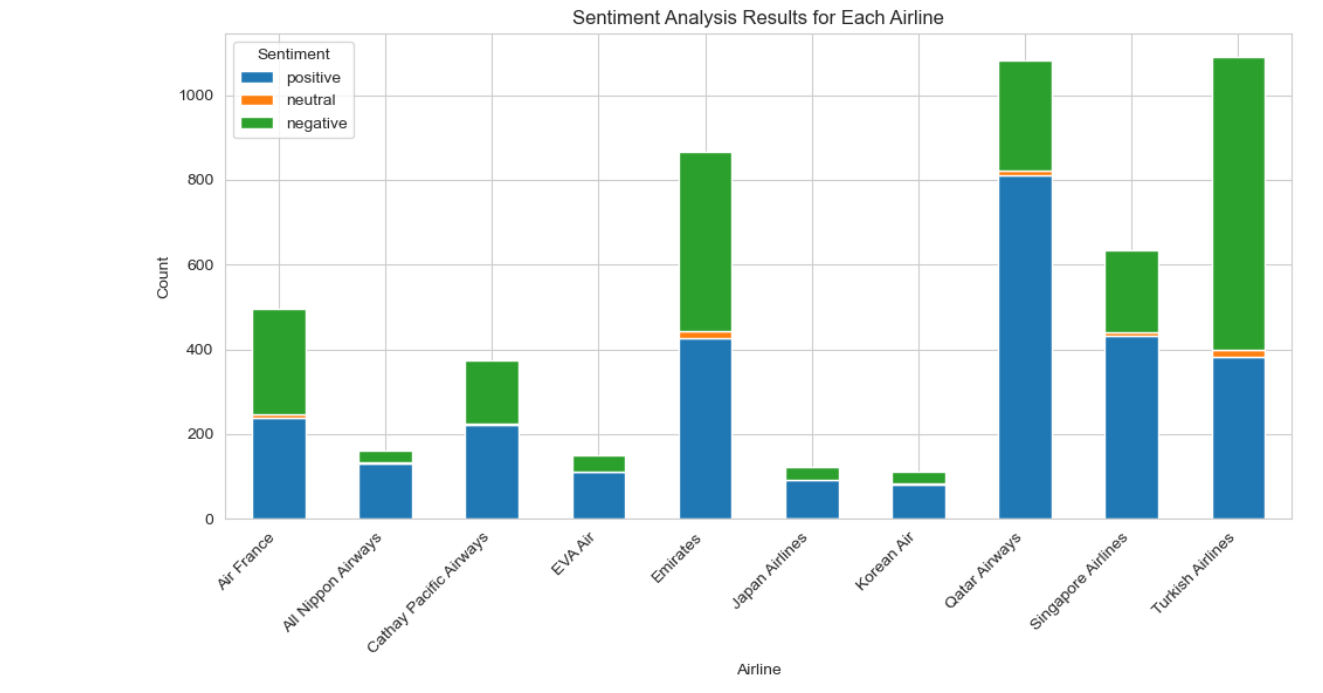 Sentiment Analysis Results for Each Airline
Sentiment
positive
neutral
negative
1000
800
600
400
200
0
Count
Air France
All Nippon Airways
Cathay Pacific Airways
EVA Air
Emirates
Japan Airlines
Korean Air
Qatar Airways
Singapore Airlines
Turkish Airlines
Airline